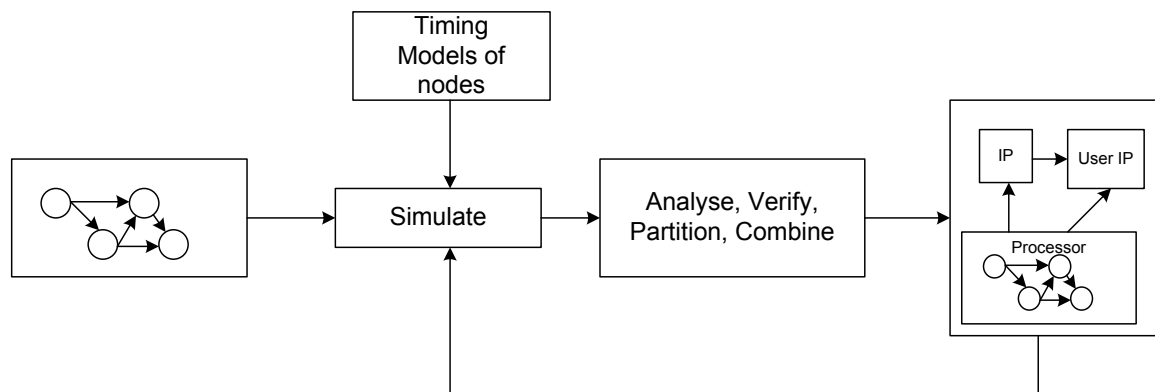 Timing
Models of
nodes
Simulate
Analyse, Verify,
Partition, Combine
IP
User IP
Processor